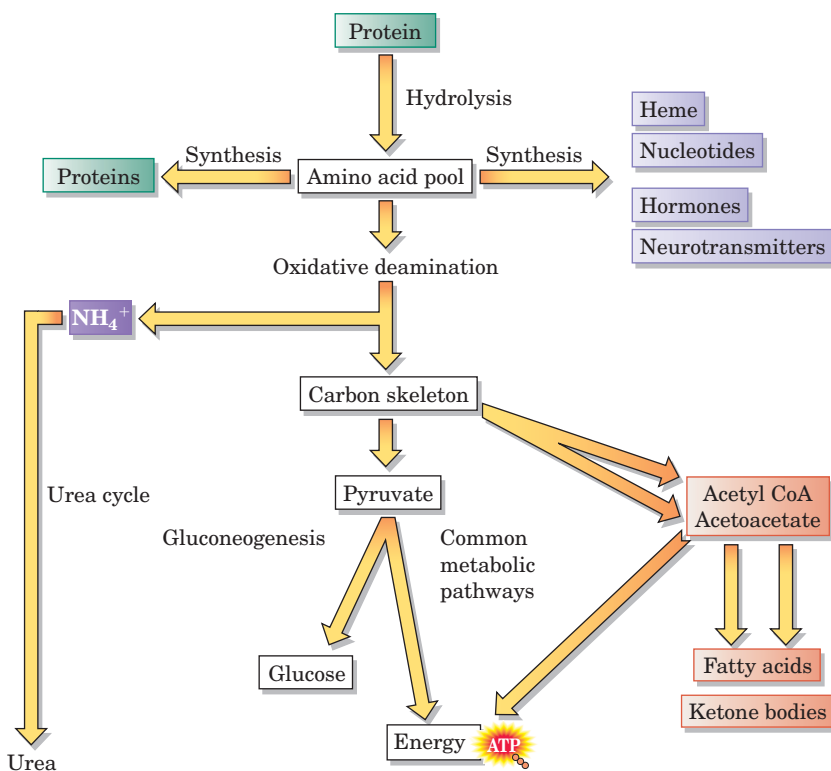 Protein
Hydrolysis
Heme
Nucleotides
Synthesis
Synthesis
Proteins
Amino acid pool
Hormones
Neurotransmitters
Oxidative deamination
NH₄⁺
Carbon skeleton
Urea cycle
Pyruvate
Acetyl CoA
Acetoacetate
Gluconeogenesis
Common
metabolic
pathways
Glucose
Fatty acids
Ketone bodies
Energy
ATP
Urea